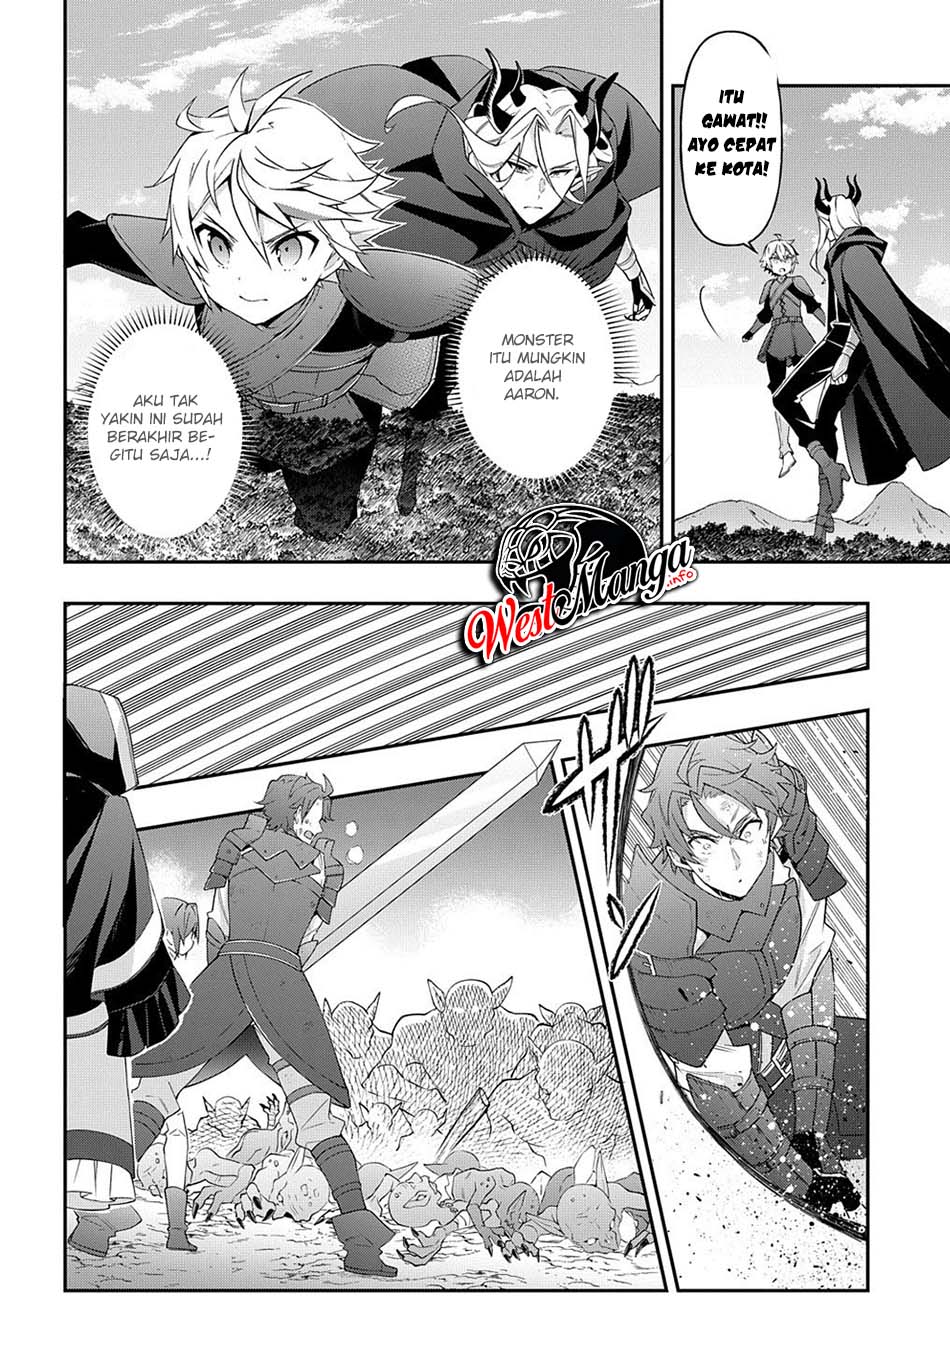 ITU
GAWAT!!
AYO CEPAT
KE KOTA!
MONSTER
ITU MUNGKIN
ADALAH
AARON.
AKU TAK
YAKIN INI SUDAH
BERAKHIR BE-
GITU SAJA...!
WestManga
.info